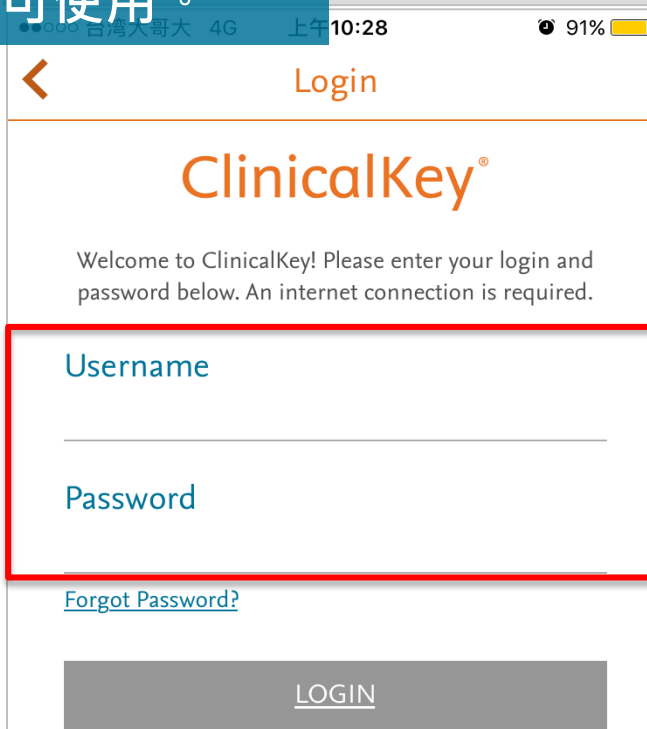 可使用。
台湾大哥大 4G 上午10:28 91%
Login
ClinicalKey®
Welcome to ClinicalKey! Please enter your login and
password below. An internet connection is required.
Username
Password
Forgot Password?
LOGIN